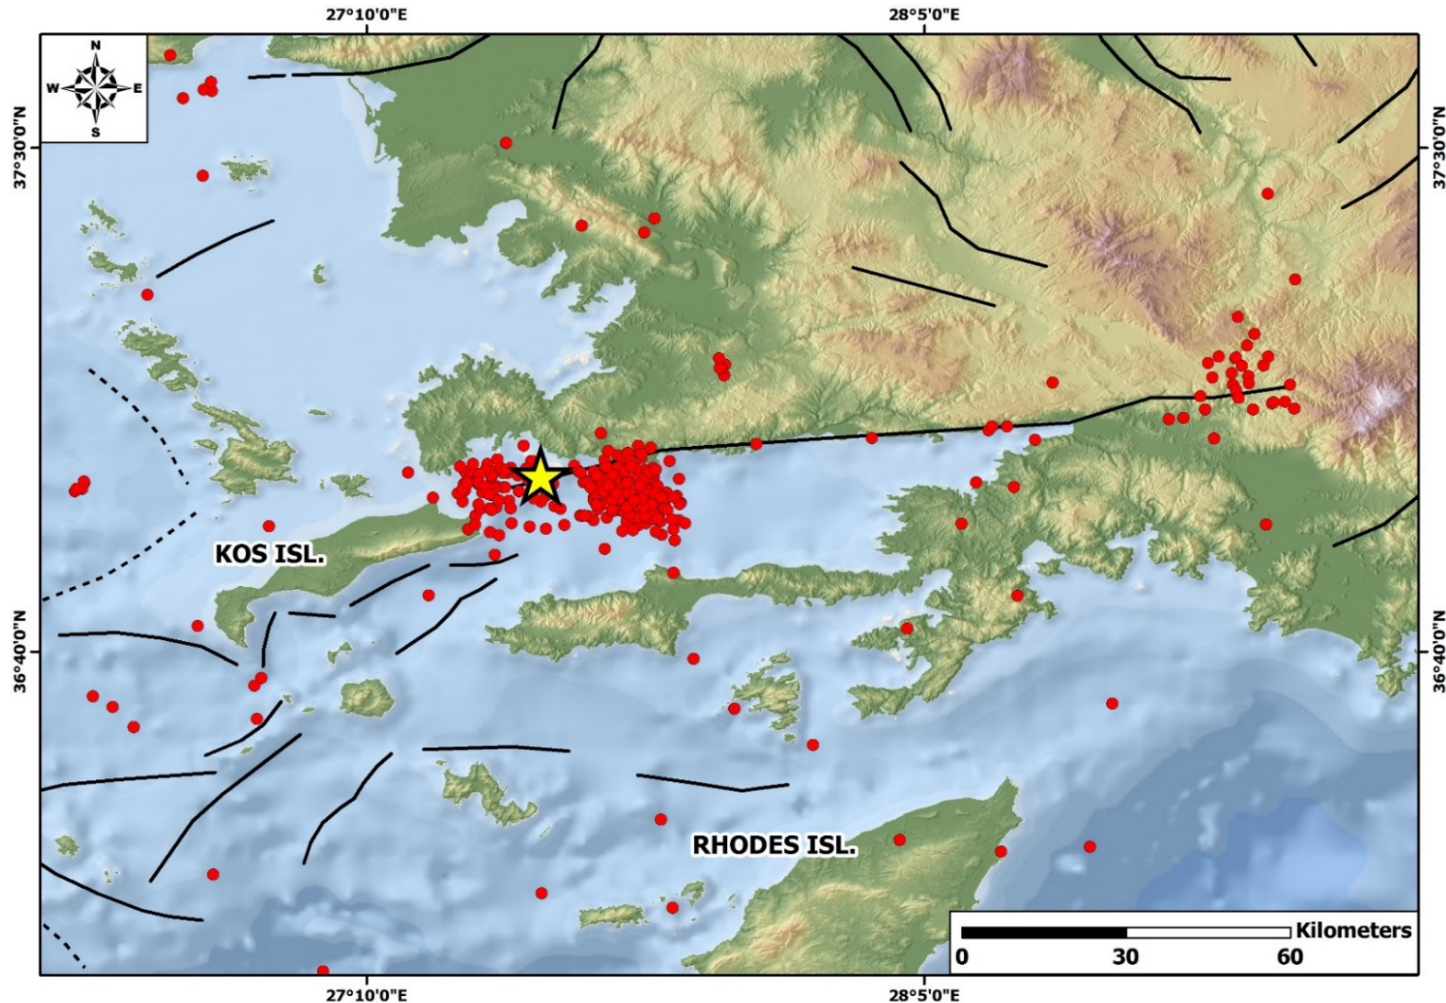 27°10'0"E 28°5'0"E
N
W E
S
37°30'0"N 37°30'0"N
KOS ISL.
36°40'0"N 36°40'0"N
RHODES ISL.
Kilometers
0 30 60
27°10'0"E 28°5'0"E